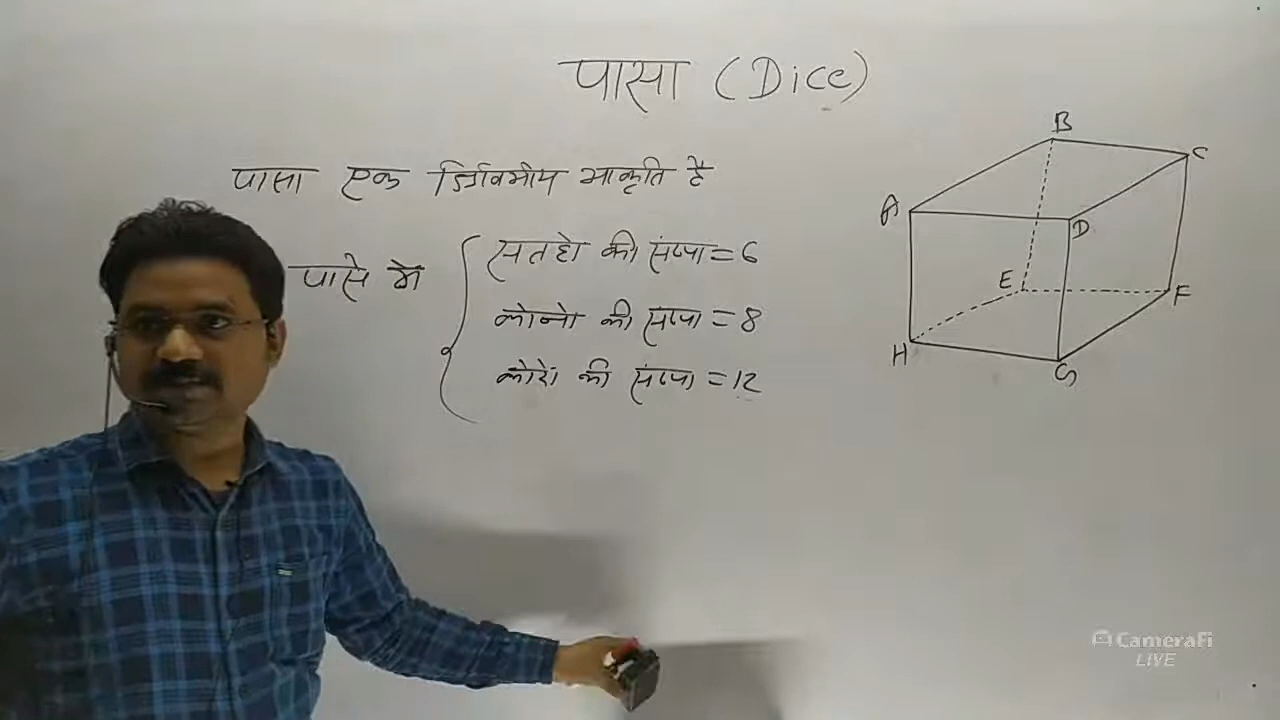 पासा (Dice)
पासा एक त्रिविमीय आकृति है
पासे में
सतहो की संख्या = 6
कोनो की संख्या = 8
कोरों की संख्या = 12
B
C
A
D
E
F
H
G
CameraFi
LIVE